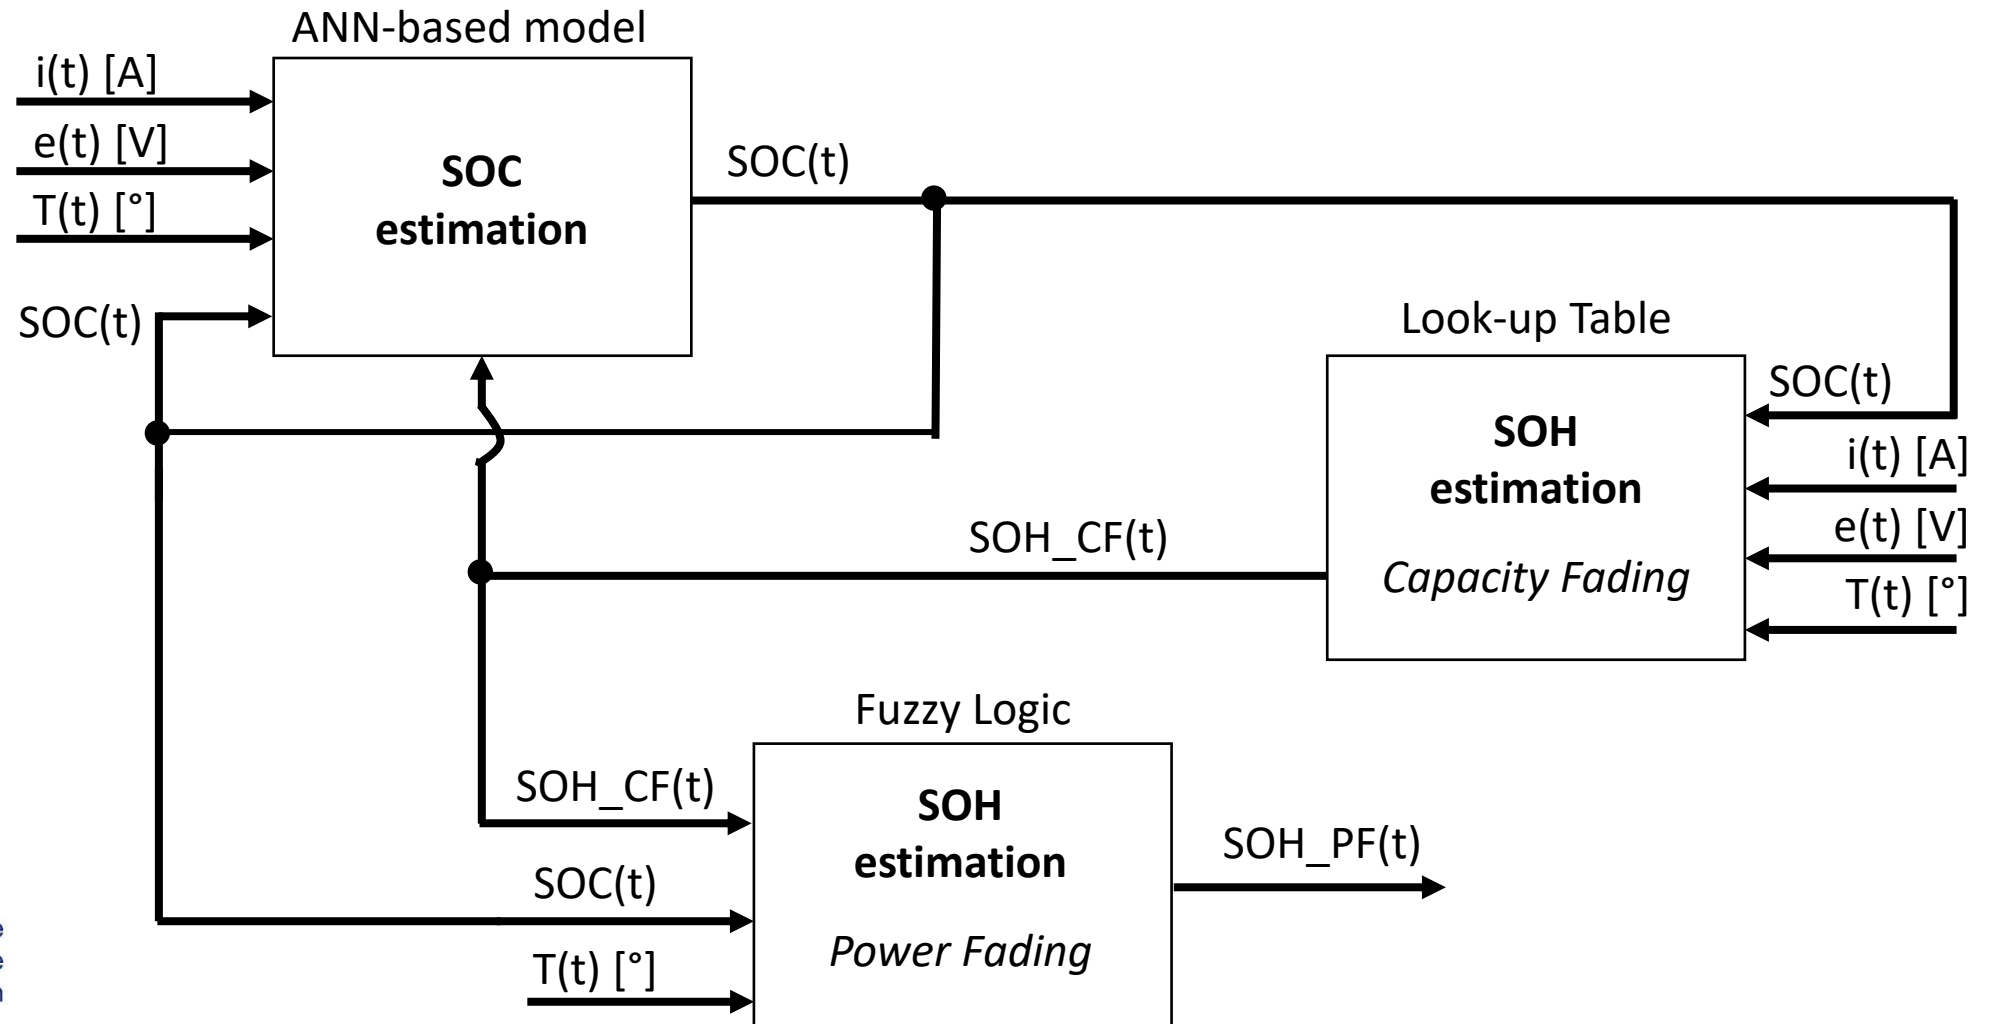 ANN-based model
i(t) [A]
e(t) [V]
T(t) [°]
SOC(t)
SOC
estimation
SOC(t)
Look-up Table
SOH
estimation
Capacity Fading
SOC(t)
i(t) [A]
e(t) [V]
T(t) [°]
SOH_CF(t)
Fuzzy Logic
SOH_CF(t)
SOC(t)
T(t) [°]
SOH
estimation
Power Fading
SOH_PF(t)